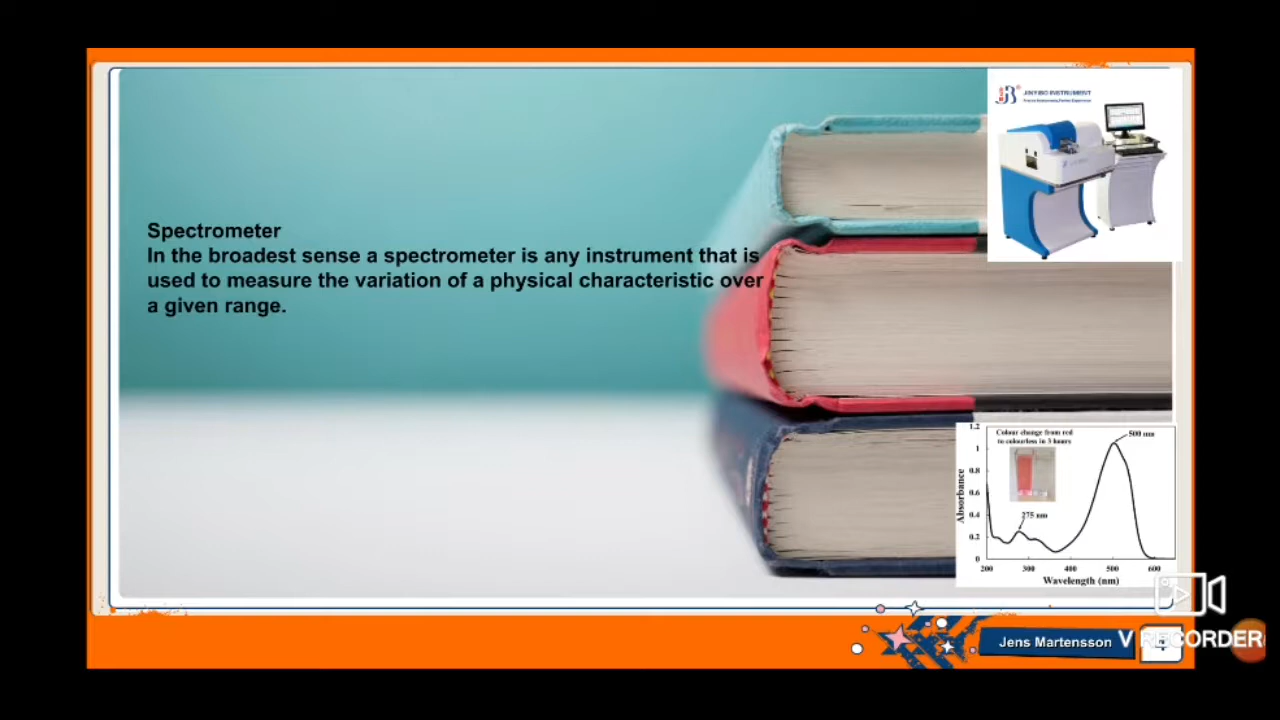 Spectrometer
In the broadest sense a spectrometer is any instrument that is
used to measure the variation of a physical characteristic over
a given range.
JINYIBO INSTRUMENT
Colour change from red
to colourless in 3 hours
500 nm
275 nm
Absorbance
1.2
1
0.8
0.6
0.4
0.2
0
200 300 400 500 600
Wavelength (nm)
Jens Martensson
V RECORDER